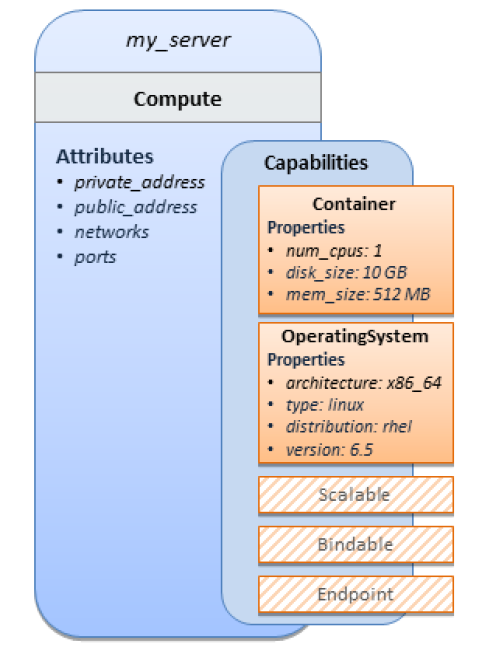 my_server
Compute
Attributes
• private_address
• public_address
• networks
• ports
Capabilities
Container
Properties
• num_cpus: 1
• disk_size: 10 GB
• mem_size: 512 MB
OperatingSystem
Properties
• architecture: x86_64
• type: linux
• distribution: rhel
• version: 6.5
Scalable
Bindable
Endpoint